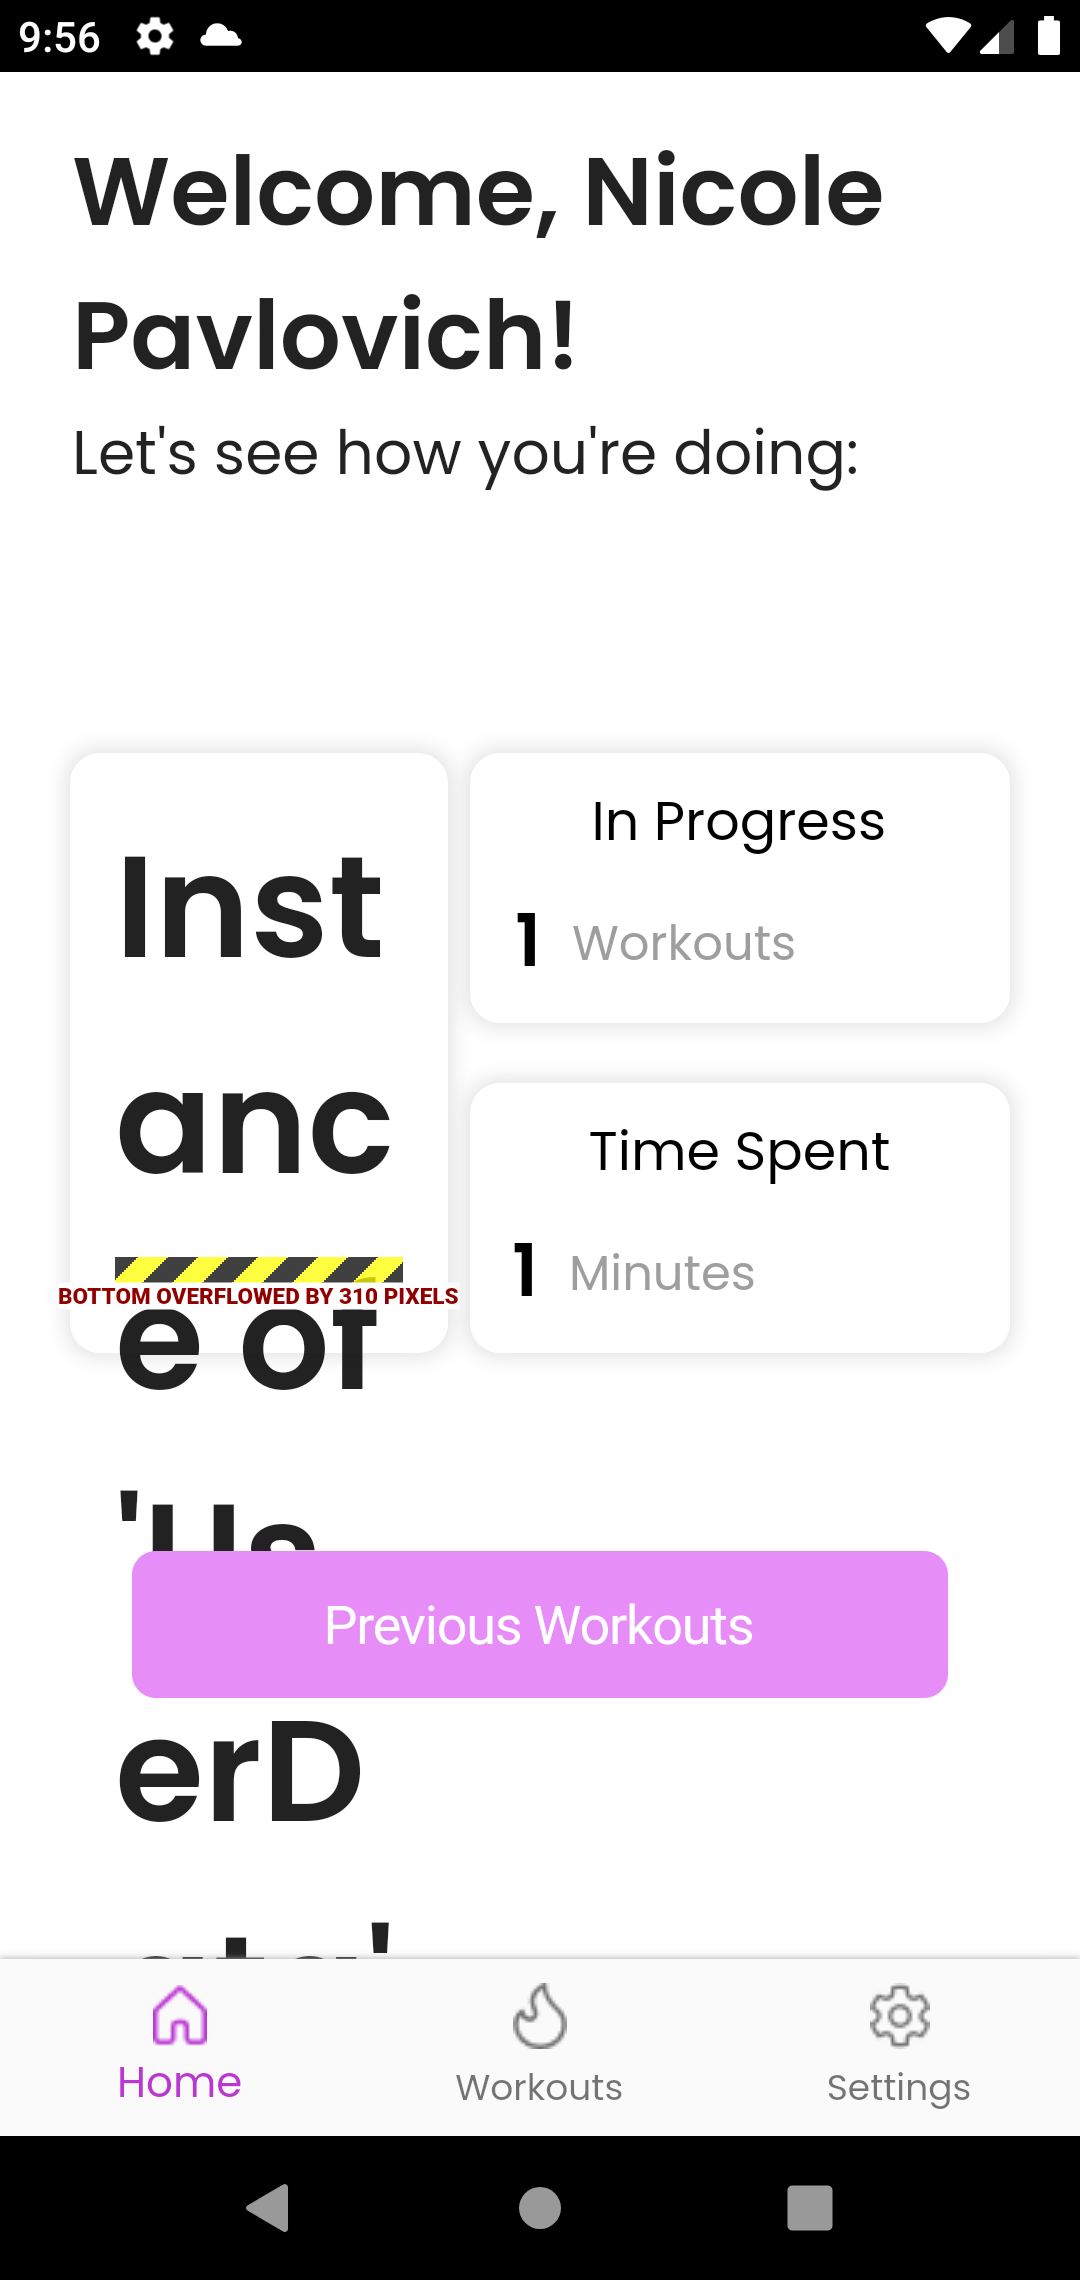 9:56
Welcome, Nicole
Pavlovich!
Let's see how you're doing:
Inst
anc
e of
'Us
erD
ata'
BOTTOM OVERFLOWED BY 310 PIXELS
In Progress
1 Workouts
Time Spent
1 Minutes
Previous Workouts
Home
Workouts
Settings